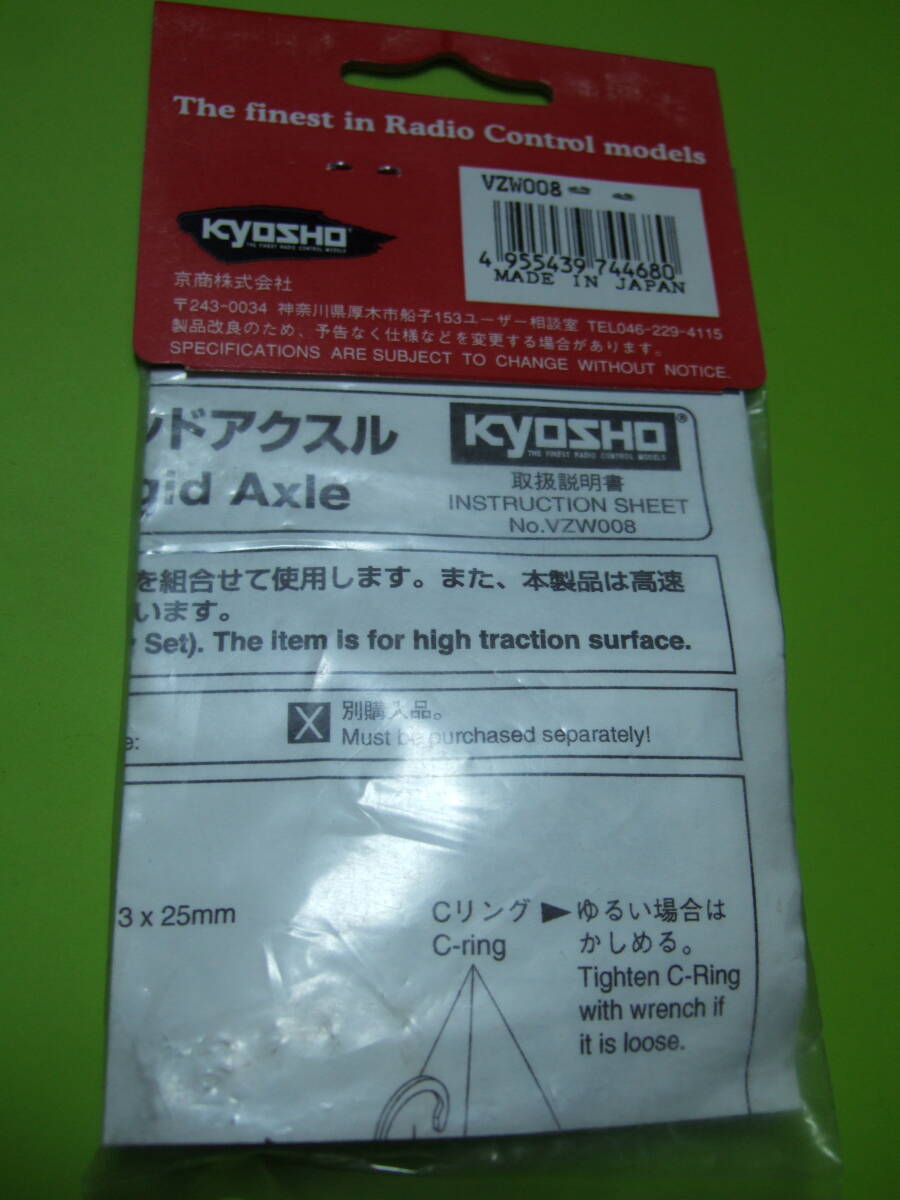 The finest in Radio Control models
VZW008
4 955439 744680
MADE IN JAPAN
KYOSHO
THE FINEST RADIO CONTROL MODELS
京商株式会社
〒243-0034 神奈川県厚木市船子153ユーザー相談室 TEL046-229-4115
製品改良のため、予告なく仕様などを変更する場合があります。
SPECIFICATIONS ARE SUBJECT TO CHANGE WITHOUT NOTICE.
ンドアクスル
gid Axle
KYOSHO®
THE FINEST RADIO CONTROL MODELS
取扱説明書
INSTRUCTION SHEET
No.VZW008
を組合せて使用します。また、本製品は高速
います。
Set). The item is for high traction surface.
e:
X 別購入品。
Must be purchased separately!
3 x 25mm
Cリング ▶ ゆるい場合は
かしめる。
C-ring
Tighten C-Ring
with wrench if
it is loose.